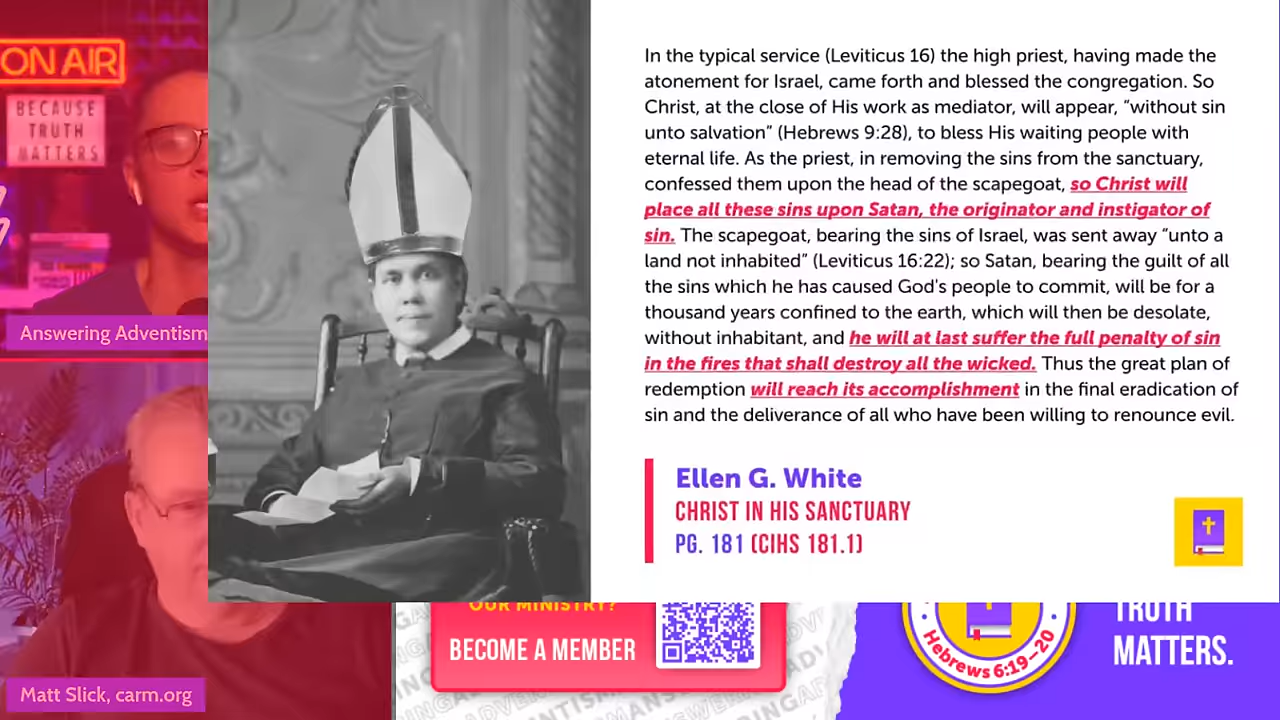 ON AIR
BECAUSE
TRUTH
MATTERS
Answering Adventism
Matt Slick, carm.org
In the typical service (Leviticus 16) the high priest, having made the
atonement for Israel, came forth and blessed the congregation. So
Christ, at the close of His work as mediator, will appear, “without sin
unto salvation” (Hebrews 9:28), to bless His waiting people with
eternal life. As the priest, in removing the sins from the sanctuary,
confessed them upon the head of the scapegoat, so Christ will
place all these sins upon Satan, the originator and instigator of
sin. The scapegoat, bearing the sins of Israel, was sent away “unto a
land not inhabited” (Leviticus 16:22); so Satan, bearing the guilt of all
the sins which he has caused God's people to commit, will be for a
thousand years confined to the earth, which will then be desolate,
without inhabitant, and he will at last suffer the full penalty of sin
in the fires that shall destroy all the wicked. Thus the great plan of
redemption will reach its accomplishment in the final eradication of
sin and the deliverance of all who have been willing to renounce evil.
Ellen G. White
CHRIST IN HIS SANCTUARY
PG. 181 (CIHS 181.1)
OUR MINISTRY?
BECOME A MEMBER
Hebrews 6:19–20
TRUTH
MATTERS.